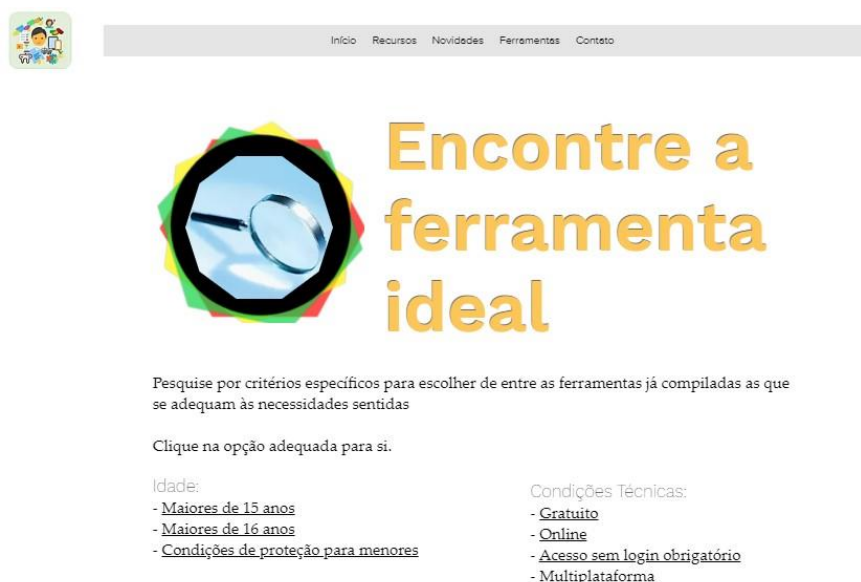 Início Recursos Novidades Ferramentas Contato
Encontre a
ferramenta
ideal
Pesquise por critérios específicos para escolher de entre as ferramentas já compiladas as que
se adequam às necessidades sentidas
Clique na opção adequada para si.
Idade:
- Maiores de 15 anos
- Maiores de 16 anos
- Condições de proteção para menores
Condições Técnicas:
- Gratuito
- Online
- Acesso sem login obrigatório
- Multiplataforma